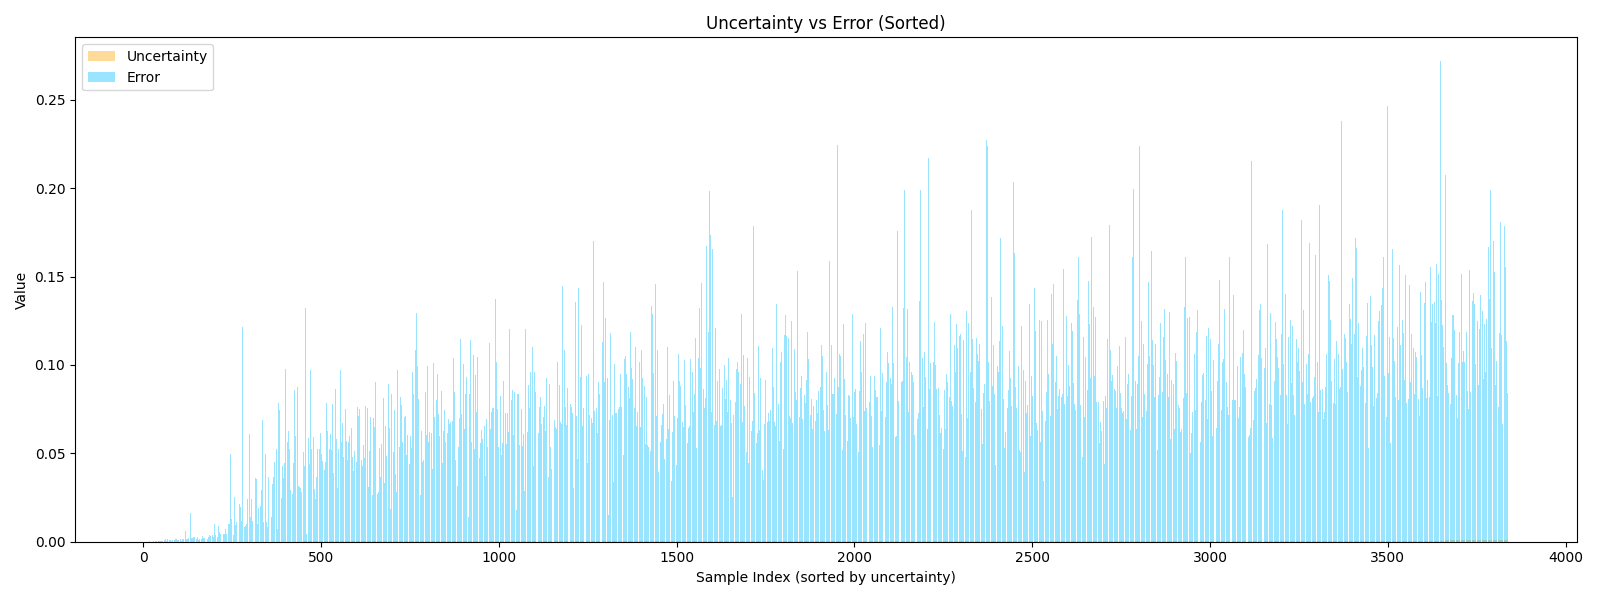 Uncertainty vs Error (Sorted)
Uncertainty
Error
Value
0.25
0.20
0.15
0.10
0.05
0.00
0 500 1000 1500 2000 2500 3000 3500 4000
Sample Index (sorted by uncertainty)